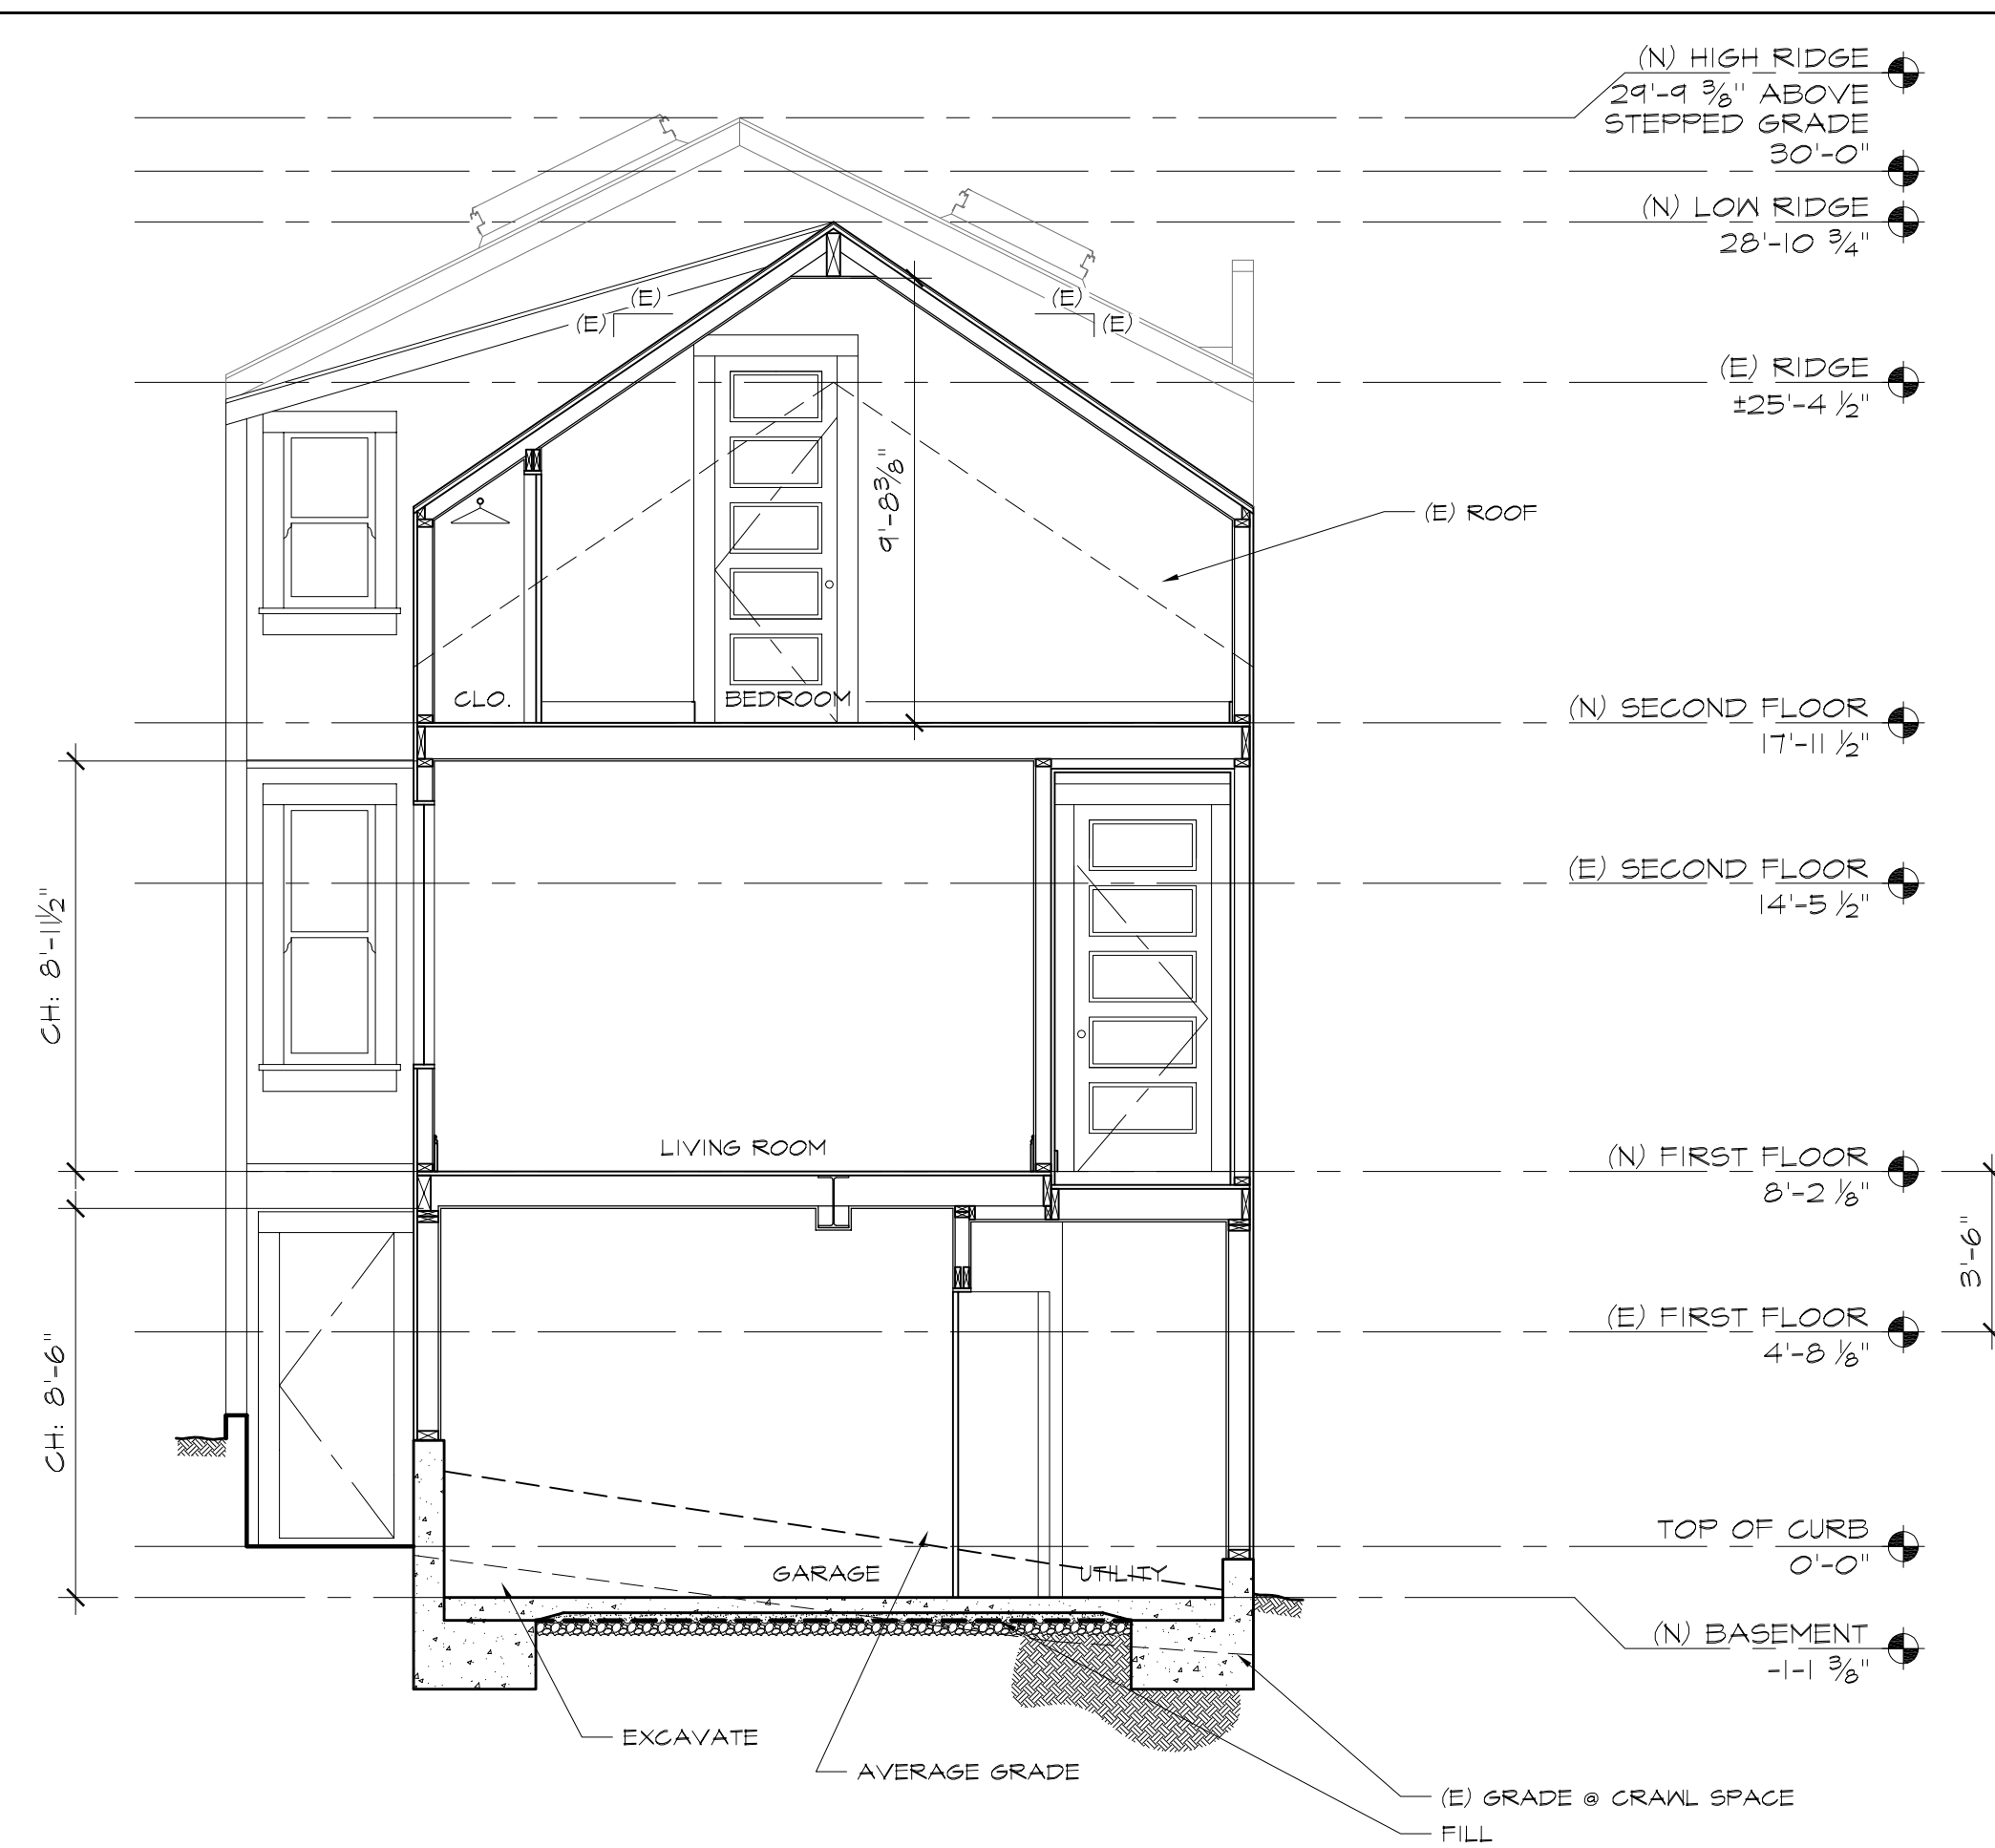 (N) HIGH RIDGE
29'-9 3/8" ABOVE
STEPPED GRADE
30'-0"
(N) LOW RIDGE
28'-10 3/4"
(E)
(E)
(E)
(E)
(E) RIDGE
±25'-4 1/2"
9'-8 3/8"
(E) ROOF
CLO.
BEDROOM
(N) SECOND FLOOR
17'-11 1/2"
(E) SECOND FLOOR
14'-5 1/2"
CH: 8'-11 1/2"
LIVING ROOM
(N) FIRST FLOOR
8'-2 1/8"
3'-6"
(E) FIRST FLOOR
4'-8 1/8"
CH: 8'-6"
TOP OF CURB
0'-0"
GARAGE
UTILITY
(N) BASEMENT
-1-1 3/8"
EXCAVATE
AVERAGE GRADE
(E) GRADE @ CRAWL SPACE
FILL